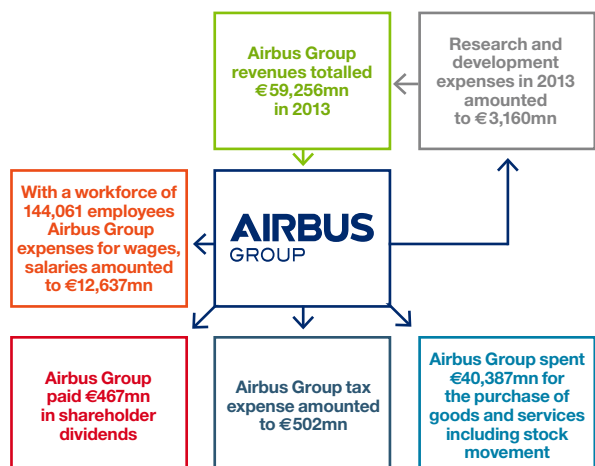 Airbus Group
revenues totalled
€59,256mn
in 2013
Research and
development
expenses in 2013
amounted
to €3,160mn
With a workforce of
144,061 employees
Airbus Group
expenses for wages,
salaries amounted
to €12,637mn
AIRBUS
GROUP
Airbus Group
paid €467mn
in shareholder
dividends
Airbus Group tax
expense amounted
to €502mn
Airbus Group spent
€40,387mn for
the purchase of
goods and services
including stock
movement